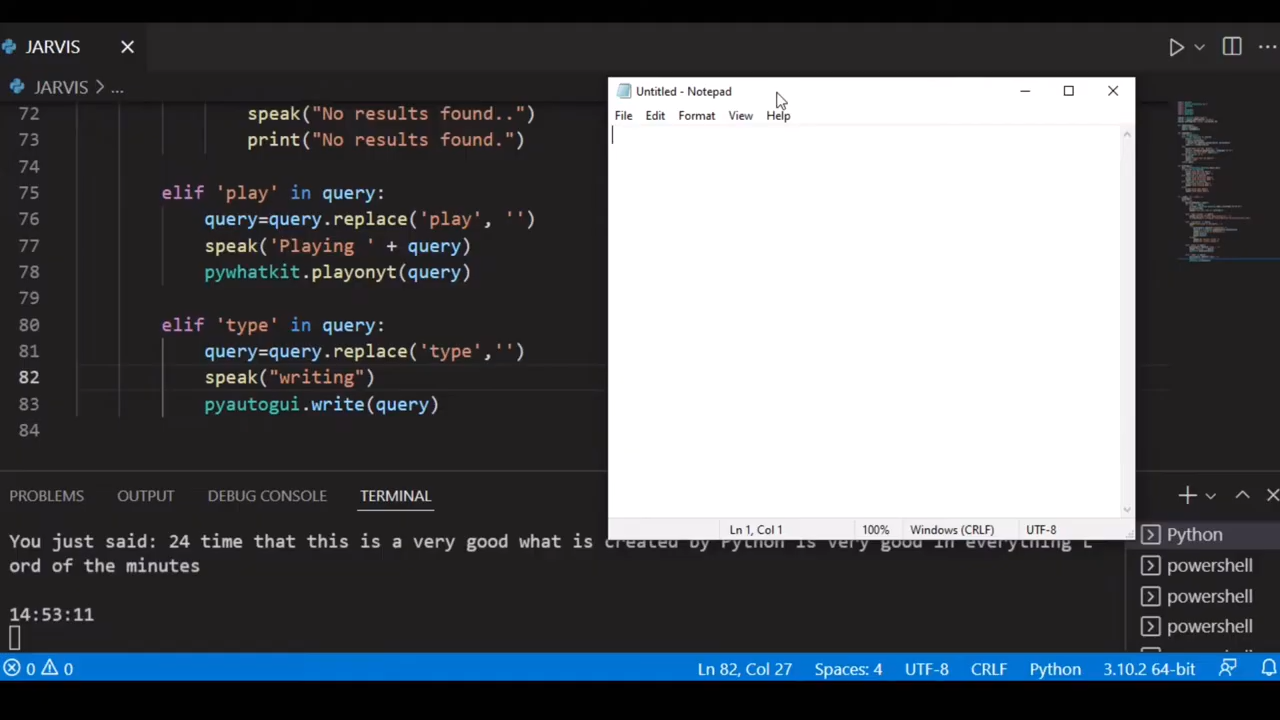 JARVIS
JARVIS > ...
72 speak("No results found..")
73 print("No results found.")
74
75 elif 'play' in query:
76 query=query.replace('play', '')
77 speak('Playing ' + query)
78 pywhatkit.playonyt(query)
79
80 elif 'type' in query:
81 query=query.replace('type','')
82 speak("writing")
83 pyautogui.write(query)
84
Untitled - Notepad
File Edit Format View Help
Ln 1, Col 1 100% Windows (CRLF) UTF-8
PROBLEMS OUTPUT DEBUG CONSOLE TERMINAL
You just said: 24 time that this is a very good what is created by Python is very good in everything L
ord of the minutes
14:53:11
Python
powershell
powershell
powershell
0 0 Ln 82, Col 27 Spaces: 4 UTF-8 CRLF Python 3.10.2 64-bit